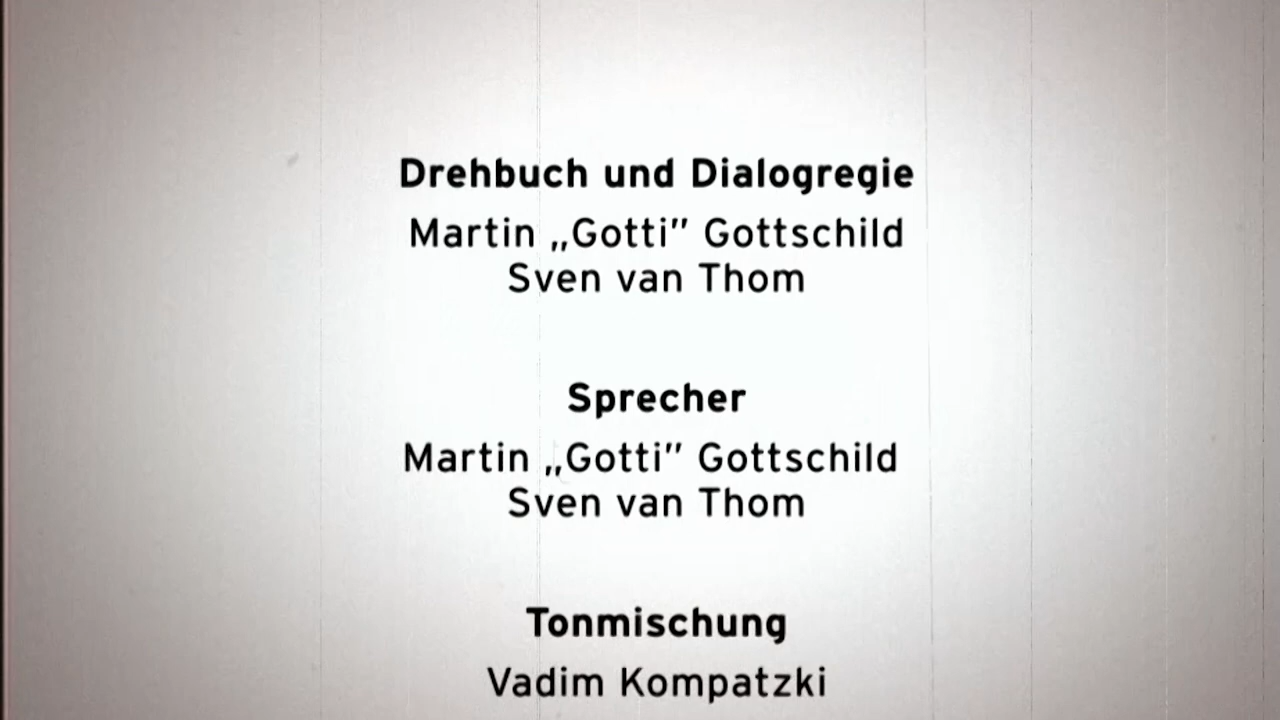 Drehbuch und Dialogregie
Martin „Gotti” Gottschild
Sven van Thom
Sprecher
Martin „Gotti” Gottschild
Sven van Thom
Tonmischung
Vadim Kompatzki